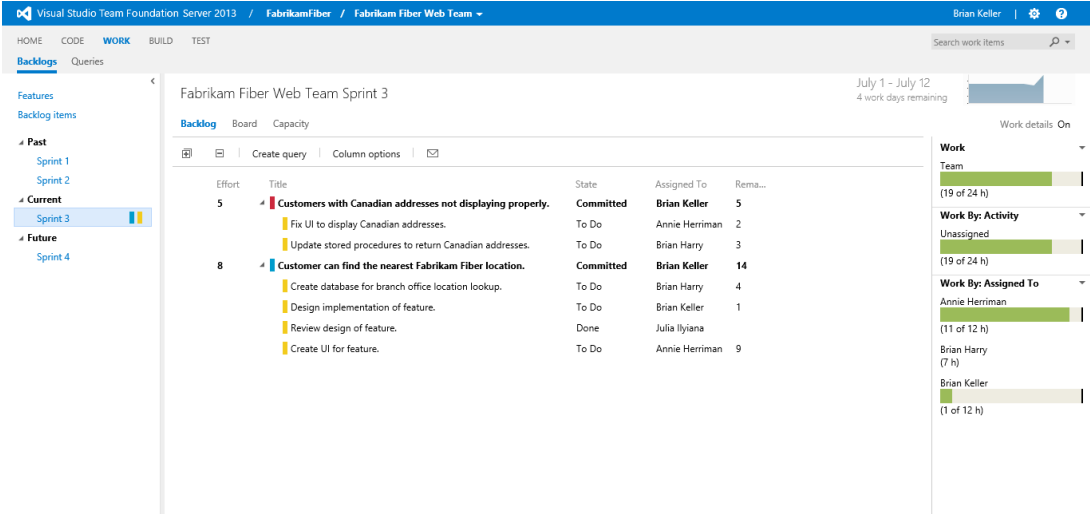 Visual Studio Team Foundation Server 2013 / FabrikamFiber / Fabrikam Fiber Web Team
Brian Keller | ?
HOME CODE WORK BUILD TEST
Search work items
Backlogs Queries
Features
Backlog items
Past
Sprint 1
Sprint 2
Current
Sprint 3
Future
Sprint 4
Fabrikam Fiber Web Team Sprint 3
July 1 - July 12
4 work days remaining
Backlog Board Capacity
Work details On
Create query Column options
Effort Title State Assigned To Rema...
5 Customers with Canadian addresses not displaying properly. Committed Brian Keller 5
Fix UI to display Canadian addresses. To Do Annie Herriman 2
Update stored procedures to return Canadian addresses. To Do Brian Harry 3
8 Customer can find the nearest Fabrikam Fiber location. Committed Brian Keller 14
Create database for branch office location lookup. To Do Brian Harry 4
Design implementation of feature. To Do Brian Keller 1
Review design of feature. Done Julia Ilyiana
Create UI for feature. To Do Annie Herriman 9
Work
Team
(19 of 24 h)
Work By: Activity
Unassigned
(19 of 24 h)
Work By: Assigned To
Annie Herriman
(11 of 12 h)
Brian Harry
(7 h)
Brian Keller
(1 of 12 h)